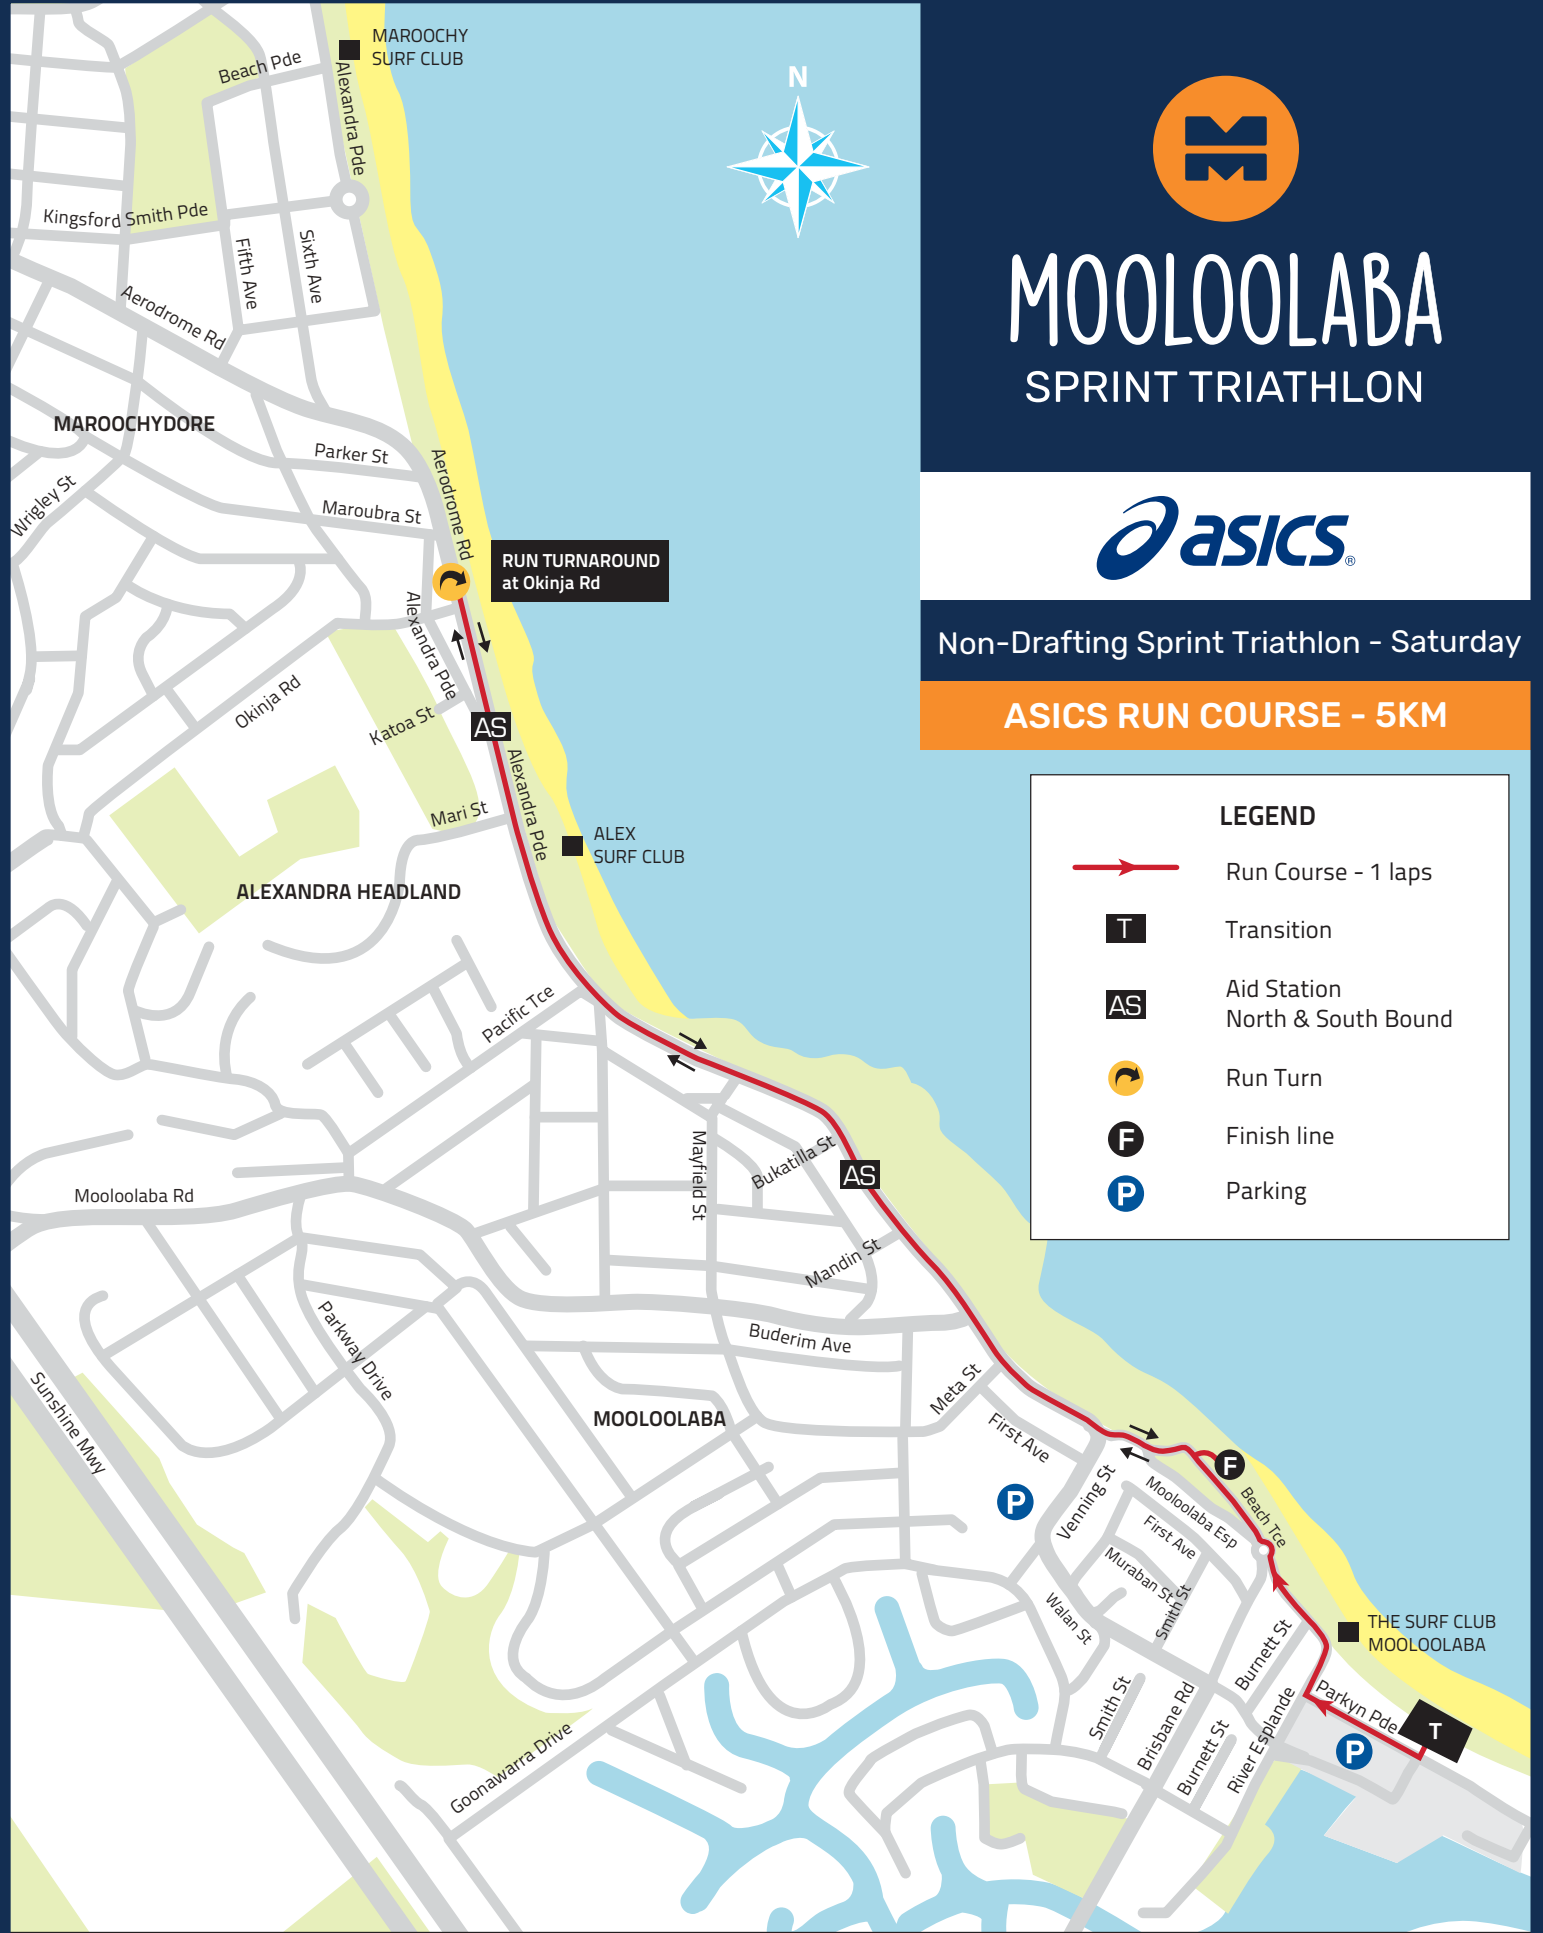 MAROOCHY
SURF CLUB
Beach Pde
Alexandra Pde
N
Kingsford Smith Pde
Fifth Ave
Sixth Ave
Aerodrome Rd
MAROOCHYDORE
Parker St
Aerodrome Rd
Wrigley St
Maroubra St
RUN TURNAROUND
at Okinja Rd
Alexandra Pde
Okinja Rd
Katoa St
AS
Alexandra Pde
Mari St
ALEX
SURF CLUB
ALEXANDRA HEADLAND
Pacific Tce
Mayfield St
Bukatilla St
AS
Mooloolaba Rd
Mandin St
Parkway Drive
Buderim Ave
Sunshine Mwy
Meta St
MOOLOOLABA
First Ave
F
P
Venning St
Mooloolaba Esp
Beach Tce
First Ave
Muraban St
Smith St
Walan St
THE SURF CLUB
MOOLOOLABA
Burnett St
Smith St
Brisbane Rd
Burnett St
River Esplande
Parkyn Pde
T
P
Goonawarra Drive
MOOLOOLABA
SPRINT TRIATHLON
asics®
Non-Drafting Sprint Triathlon - Saturday
ASICS RUN COURSE - 5KM
LEGEND
Run Course - 1 laps
T
Transition
AS
Aid Station
North & South Bound
Run Turn
F
Finish line
P
Parking